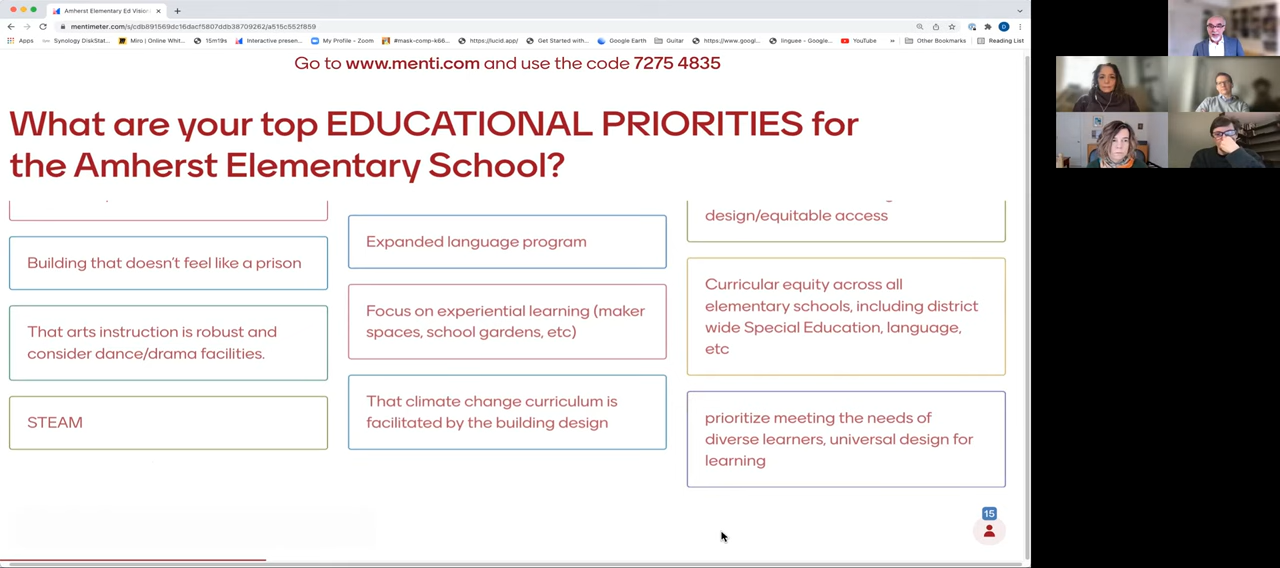 Amherst Elementary Ed Vision
mentimeter.com/s/cdb891569dc16dacf5807ddb38709262/a515c552f859
Apps
Synology DiskStat...
Miro | Online Whit...
15m19s
Interactive presen...
My Profile - Zoom
#mask-comp-k66...
https://lucid.app/
Get Started with...
Google Earth
Guitar
https://www.googl...
linguee – Google...
YouTube
»
Other Bookmarks
Reading List
Go to www.menti.com and use the code 7275 4835
What are your top EDUCATIONAL PRIORITIES for
the Amherst Elementary School?
Building that doesn't feel like a prison
That arts instruction is robust and
consider dance/drama facilities.
STEAM
Expanded language program
Focus on experiential learning (maker
spaces, school gardens, etc)
That climate change curriculum is
facilitated by the building design
design/equitable access
Curricular equity across all
elementary schools, including district
wide Special Education, language,
etc
prioritize meeting the needs of
diverse learners, universal design for
learning
15